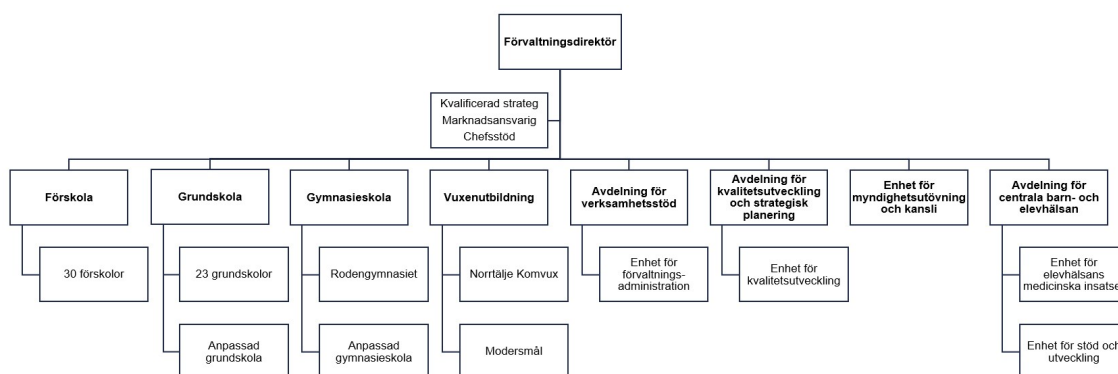 Förvaltningsdirektör
Kvalificerad strateg
Marknadsansvarig
Chefsstöd
Förskola
Grundskola
Gymnasieskola
Vuxenutbildning
Avdelning för
verksamhetsstöd
Avdelning för
kvalitetsutveckling
och strategisk
planering
Enhet för
myndighetsutövning
och kansli
Avdelning för
centrala barn- och
elevhälsan
30 förskolor
23 grundskolor
Rodengymnasiet
Norrtälje Komvux
Enhet för
förvaltnings-
administration
Enhet för
kvalitetsutveckling
Enhet för
elevhälsans
medicinska insatse
Anpassad
grundskola
Anpassad
gymnasieskola
Modersmål
Enhet för stöd och
utveckling